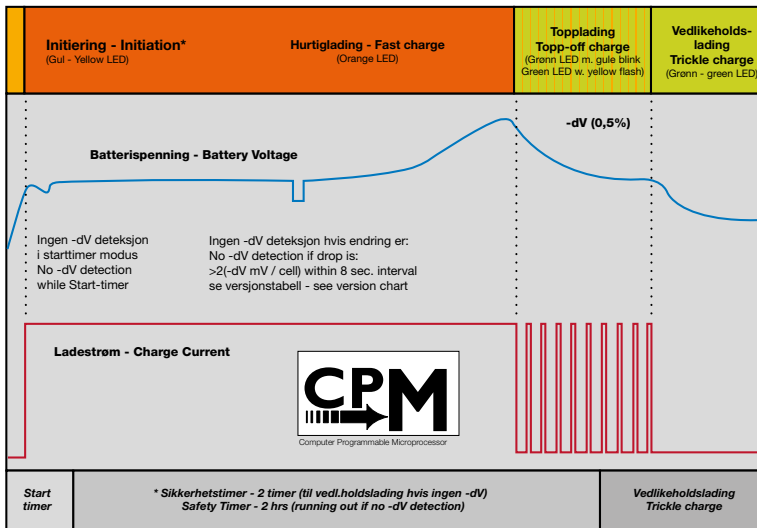 Initiering - Initiation*
(Gul - Yellow LED)
Hurtiglading - Fast charge
(Orange LED)
Topplading
Topp-off charge
(Grønn LED m. gule blink
Green LED w. yellow flash)
Vedlikeholds-
lading
Trickle charge
(Grønn - green LED)
-dV (0,5%)
Batterispenning - Battery Voltage
Ingen -dV deteksjon
i starttimer modus
No -dV detection
while Start-timer
Ingen -dV deteksjon hvis endring er:
No -dV detection if drop is:
>2(-dV mV / cell) within 8 sec. interval
se versjonstabell - see version chart
Ladestrøm - Charge Current
CPM
Computer Programmable Microprocessor
Start
timer
* Sikkerhetstimer - 2 timer (til vedl.holdslading hvis ingen -dV)
Safety Timer - 2 hrs (running out if no -dV detection)
Vedlikeholdslading
Trickle charge